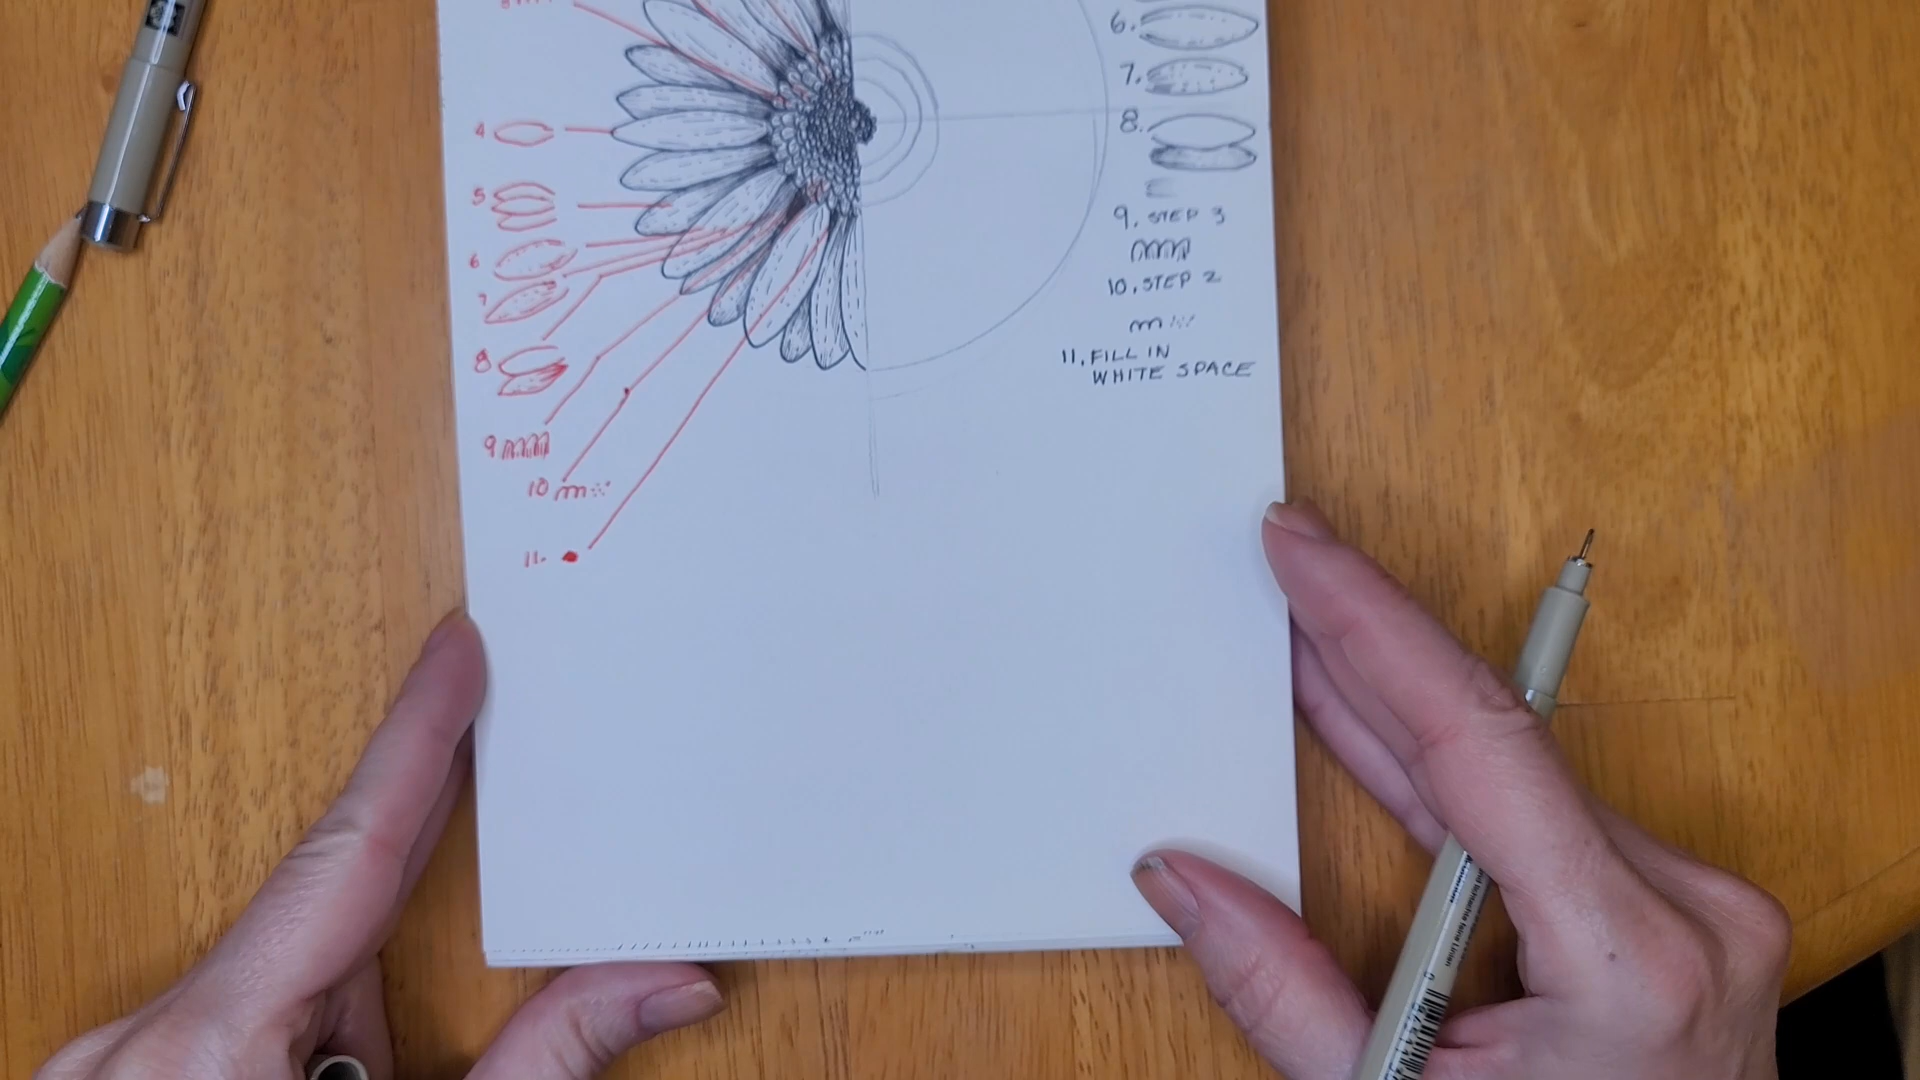 4
5
6
7
8
9
10
11.
6.
7.
8.
9. STEP 3
10. STEP 2
11. FILL IN
WHITE SPACE